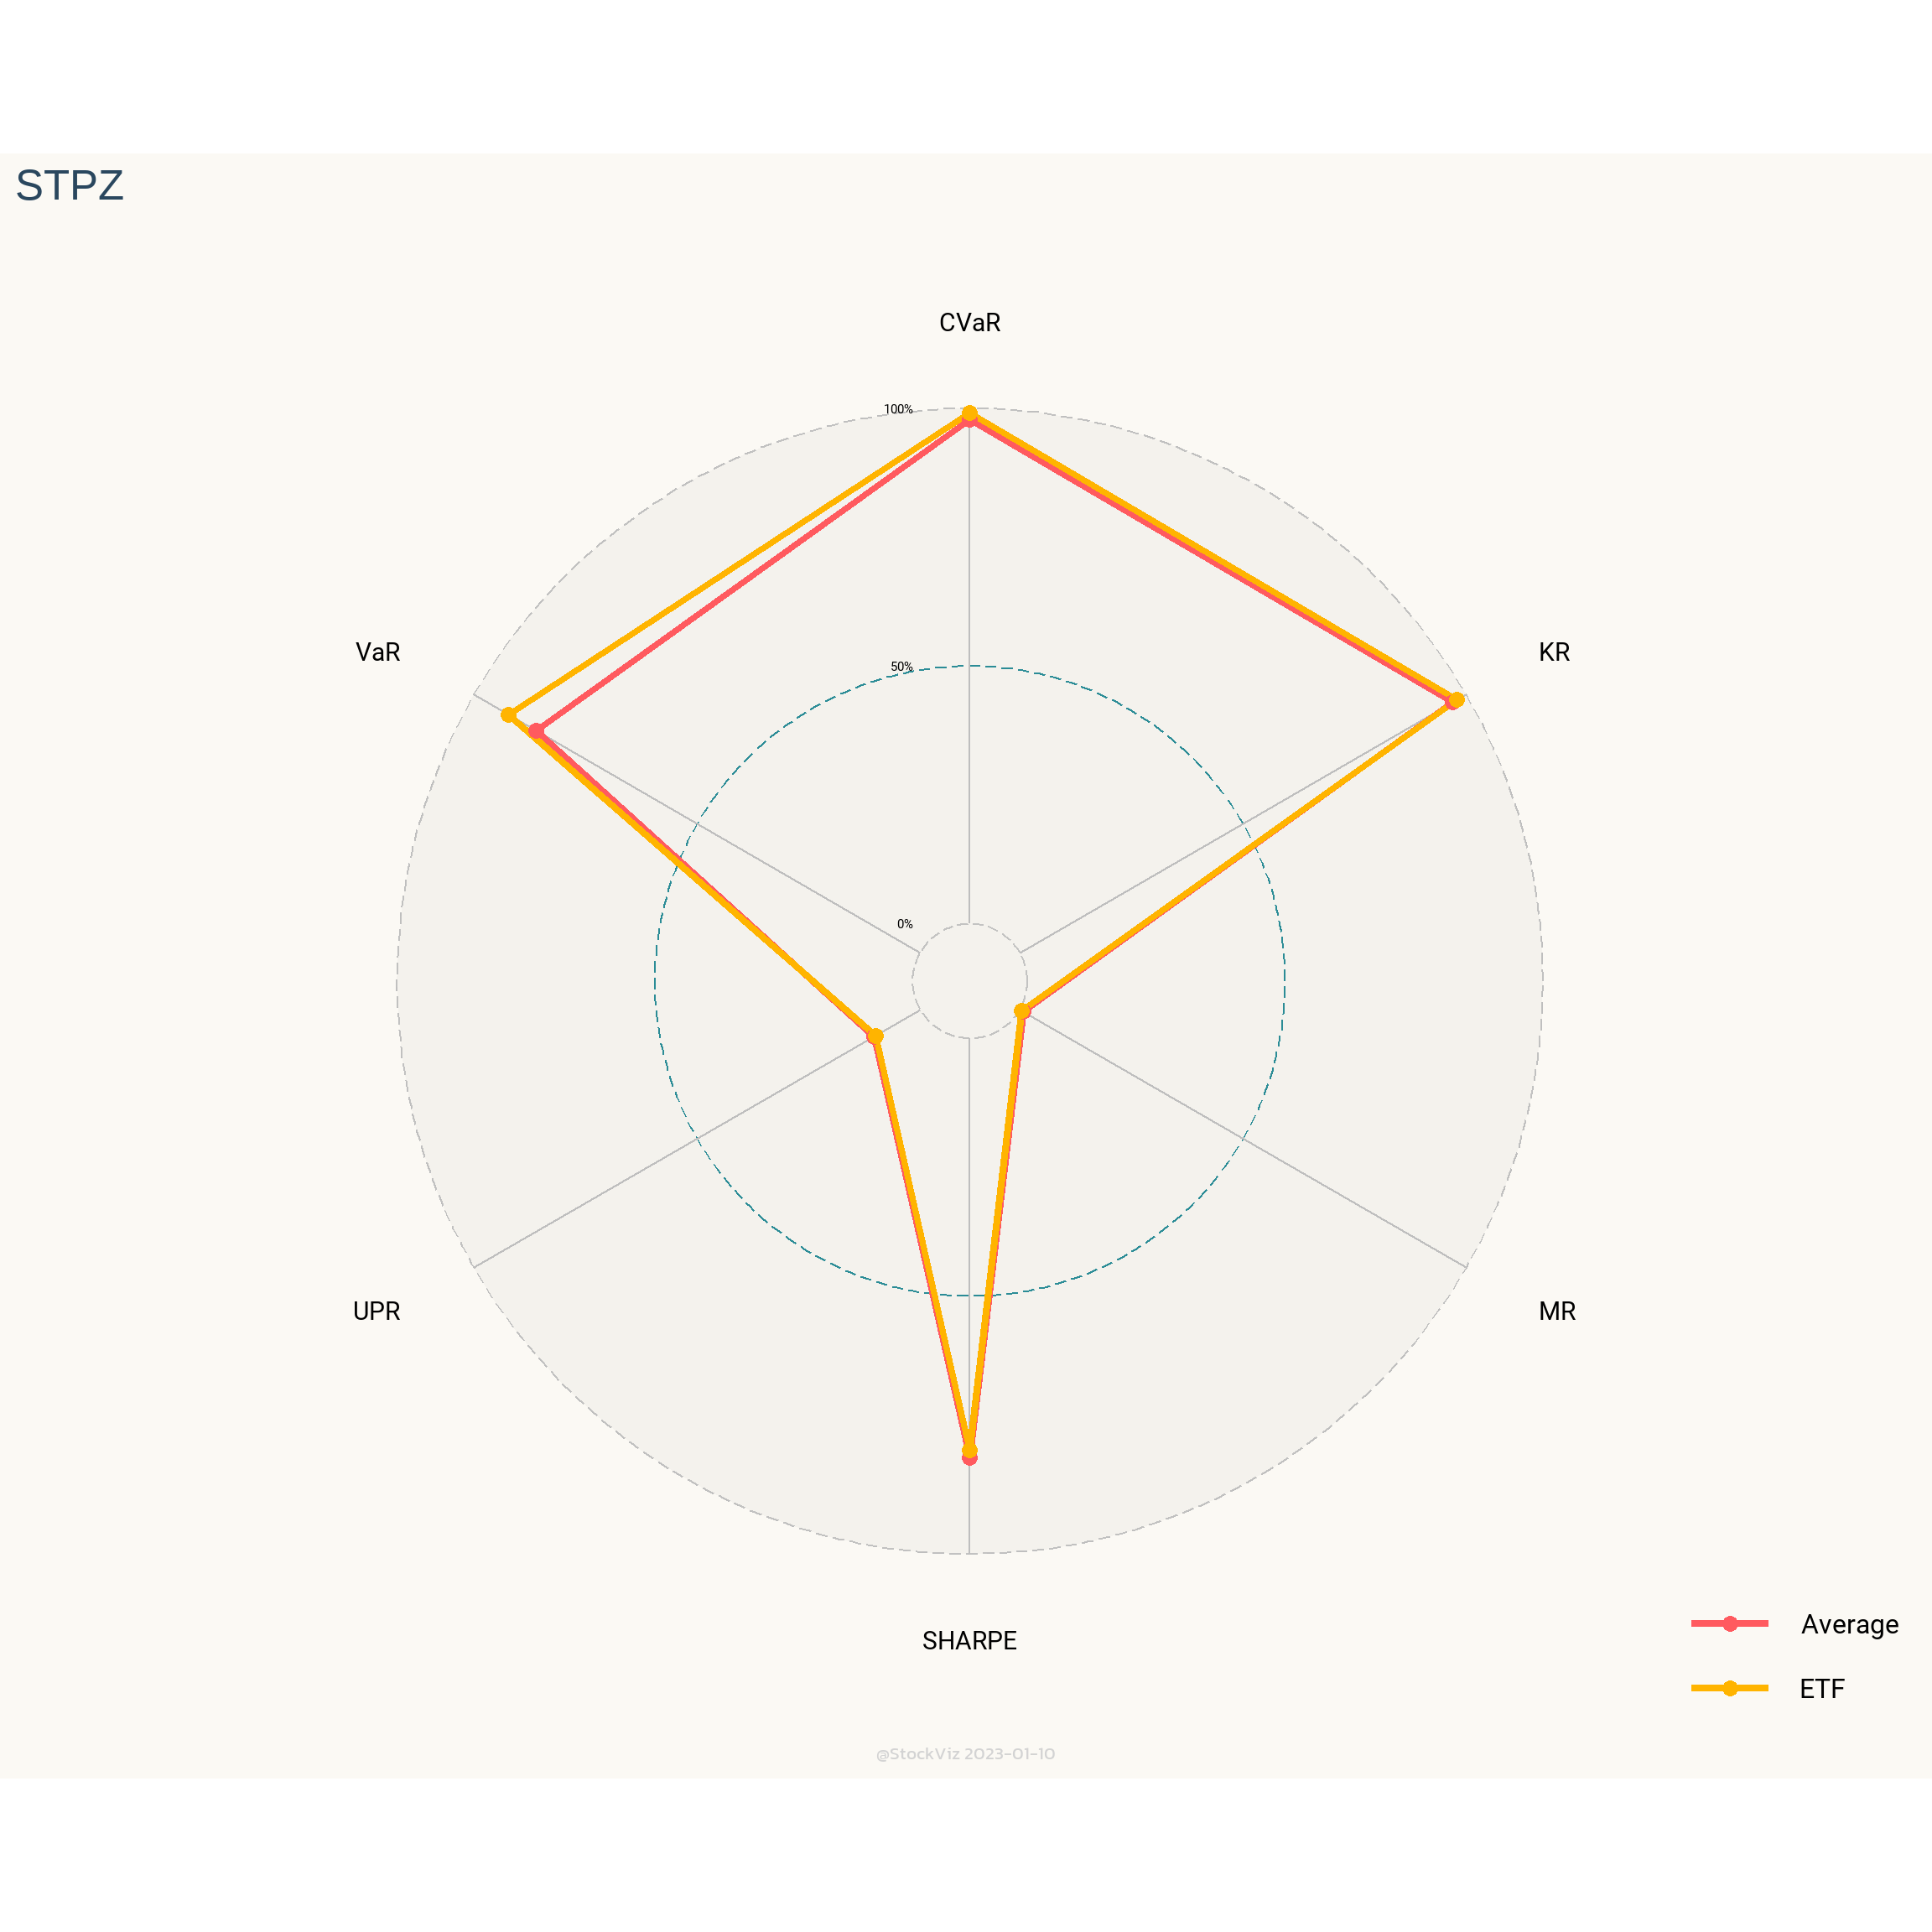 STPZ
CVaR
100%
VaR
50%
KR
0%
UPR
MR
SHARPE
Average
ETF
@StockViz 2023-01-10